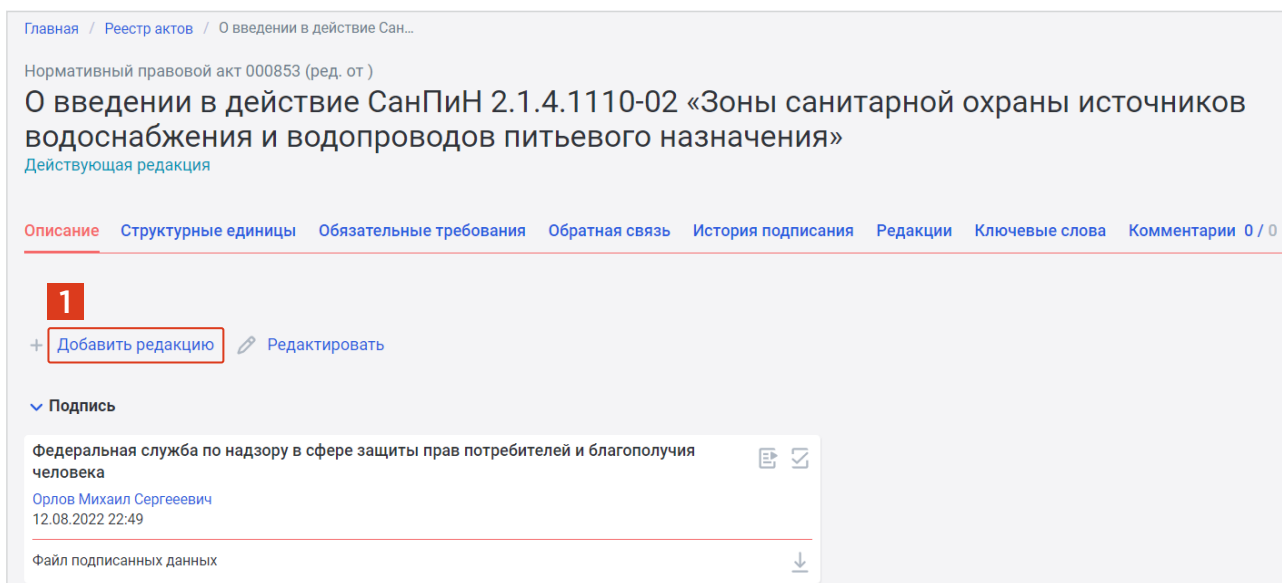 Главная / Реестр актов / О введении в действие Сан...
Нормативный правовой акт 000853 (ред. от )
О введении в действие СанПиН 2.1.4.1110-02 «Зоны санитарной охраны источников
водоснабжения и водопроводов питьевого назначения»
Действующая редакция
Описание Структурные единицы Обязательные требования Обратная связь История подписания Редакции Ключевые слова Комментарии 0 / 0
1
+ Добавить редакцию Редактировать
Подпись
Федеральная служба по надзору в сфере защиты прав потребителей и благополучия
человека
Орлов Михаил Сергееевич
12.08.2022 22:49
Файл подписанных данных